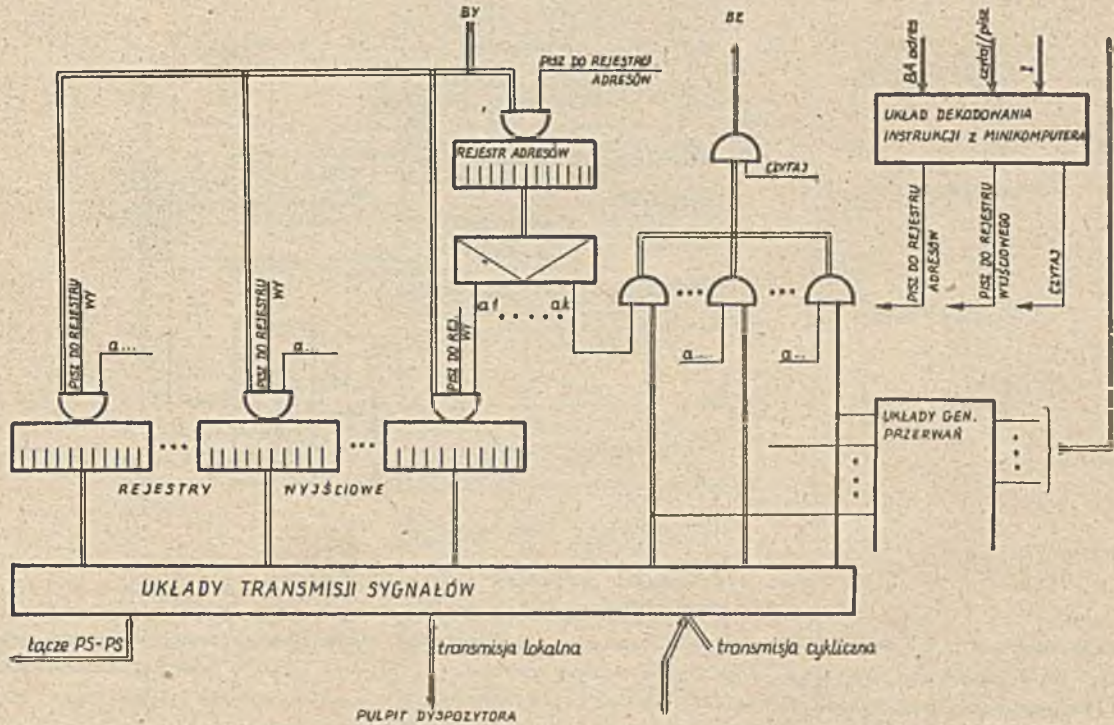 BY
BE
BA adres
czytaj/pisz
I
PISZ DO REJESTRU
ADRESÓW
UKŁAD DEKODOWANIA
INSTRUKCJI z MINIKOMPUTERA
REJESTR ADRESÓW
CZYTAJ
PISZ DO REJESTRU
ADRESÓW
PISZ DO REJESTRU
WYJŚCIOWEGO
CZYTAJ
PISZ DO REJESTRU
WY
PISZ DO REJESTRU
WY
PISZ DO REJ.
WY
a1 ..... ak
a...
a...
a...
a...
UKŁADY GEN.
PRZERWAŃ
REJESTRY WYJŚCIOWE
UKŁADY TRANSMISJI SYGNAŁÓW
łącze PS-PS
transmisja lokalna
transmisja cykliczna
PULPIT DYSPOZYTORA